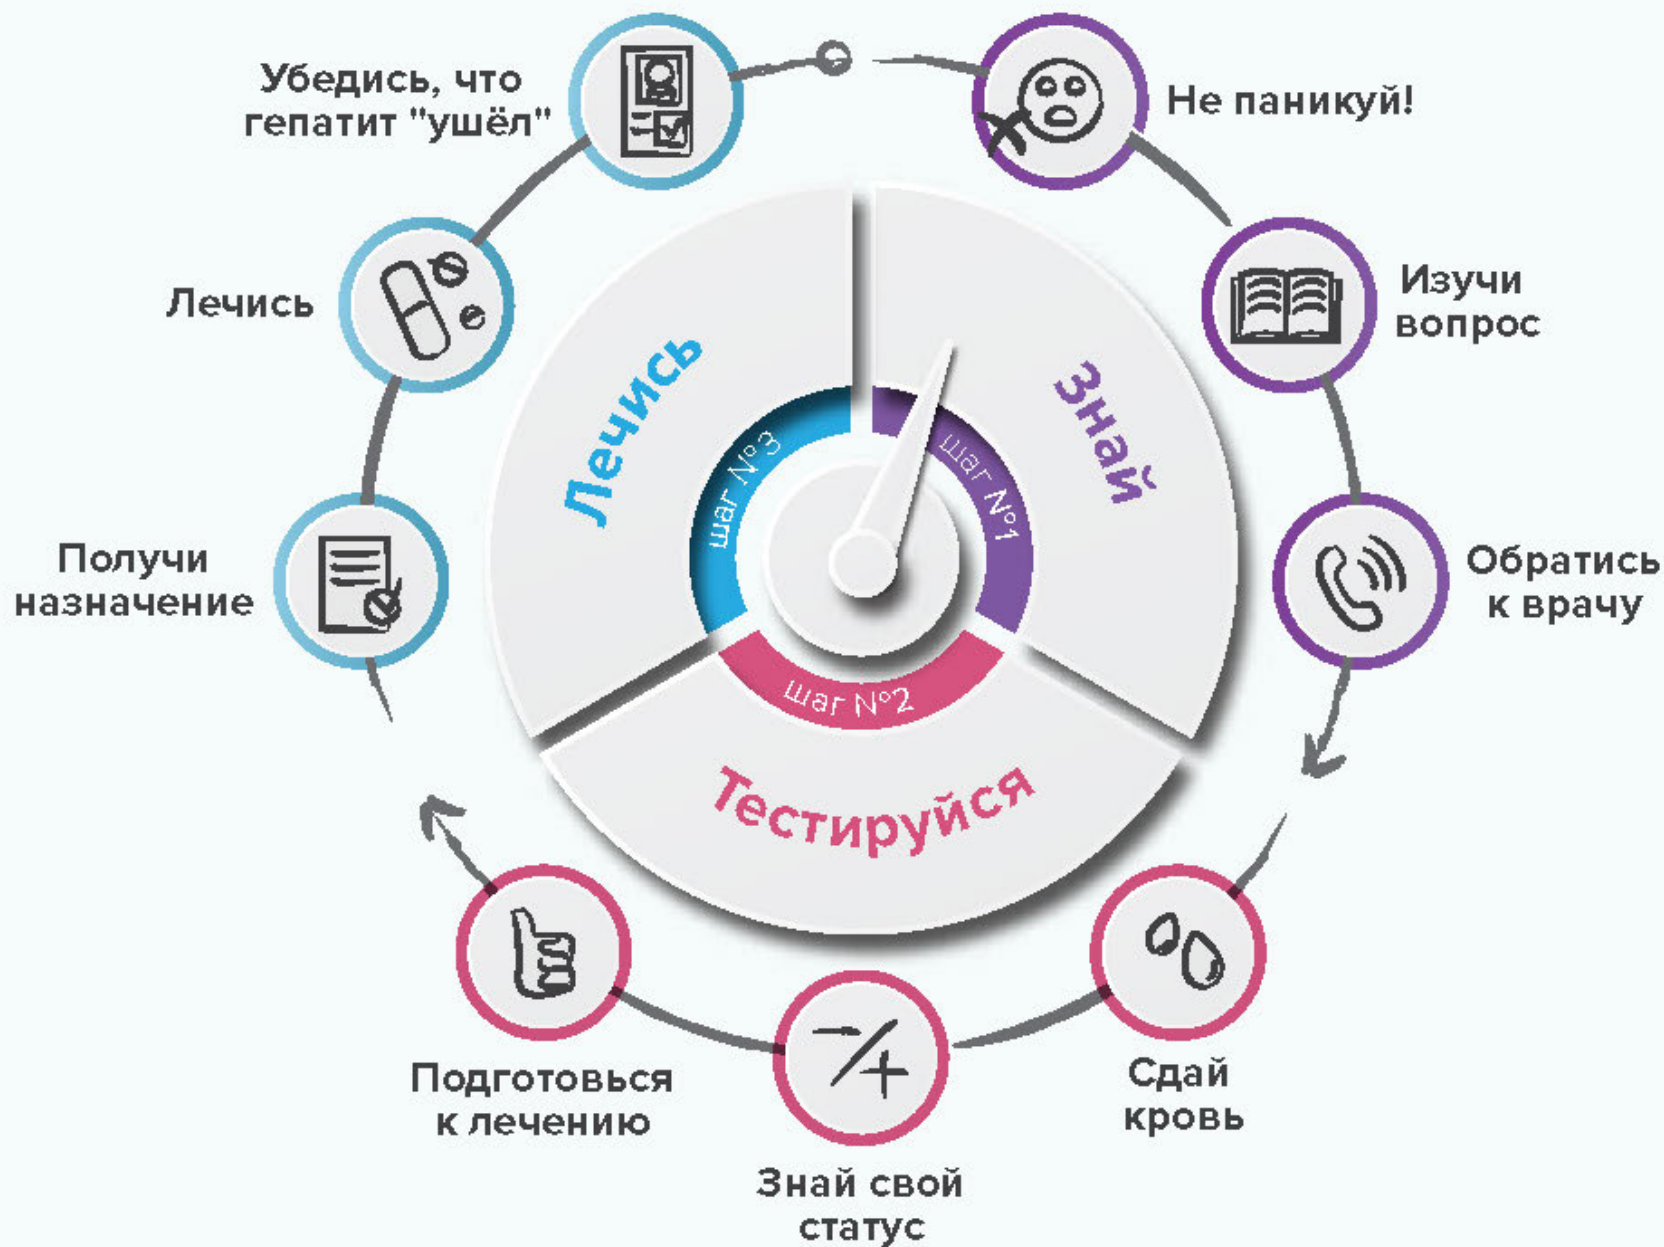 Не паникуй!
Изучи
вопрос
Обратись
к врачу
Сдай
кровь
Знай свой
статус
Подготовься
к лечению
Получи
назначение
Лечись
Убедись, что
гепатит "ушёл"
Знай
шаг №1
Тестируйся
шаг №2
Лечись
шаг №3